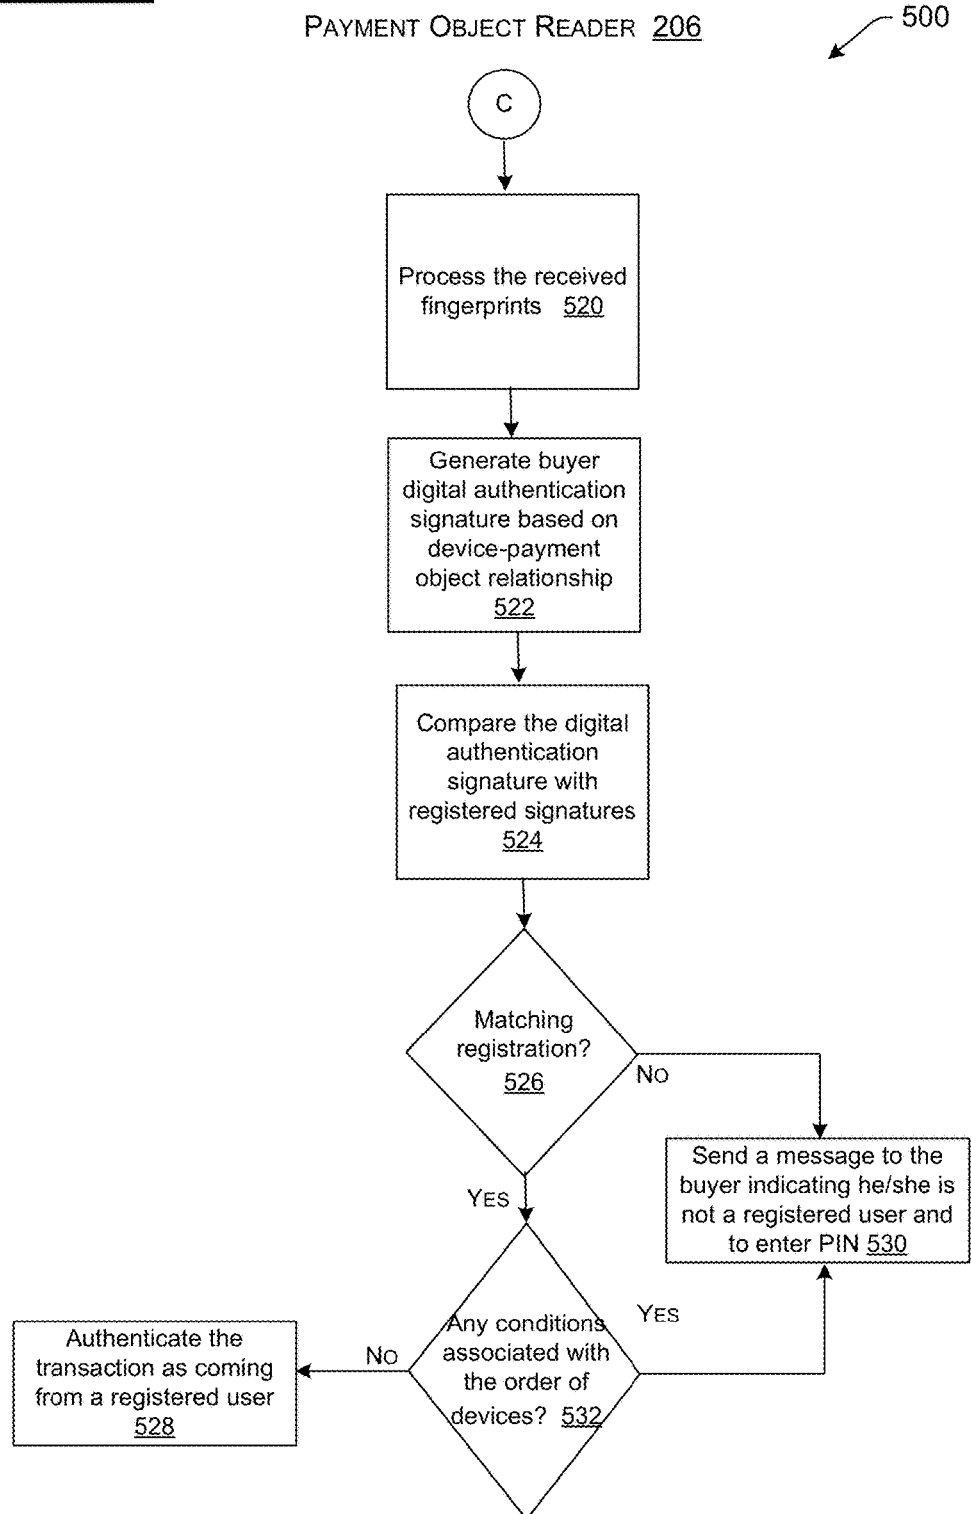 PAYMENT OBJECT READER 206
500
C
Process the received
fingerprints 520
Generate buyer
digital authentication
signature based on
device-payment
object relationship
522
Compare the digital
authentication
signature with
registered signatures
524
Matching
registration?
526
NO
YES
Send a message to the
buyer indicating he/she is
not a registered user and
to enter PIN 530
Any conditions
associated with
the order of
devices? 532
YES
NO
Authenticate the
transaction as coming
from a registered user
528